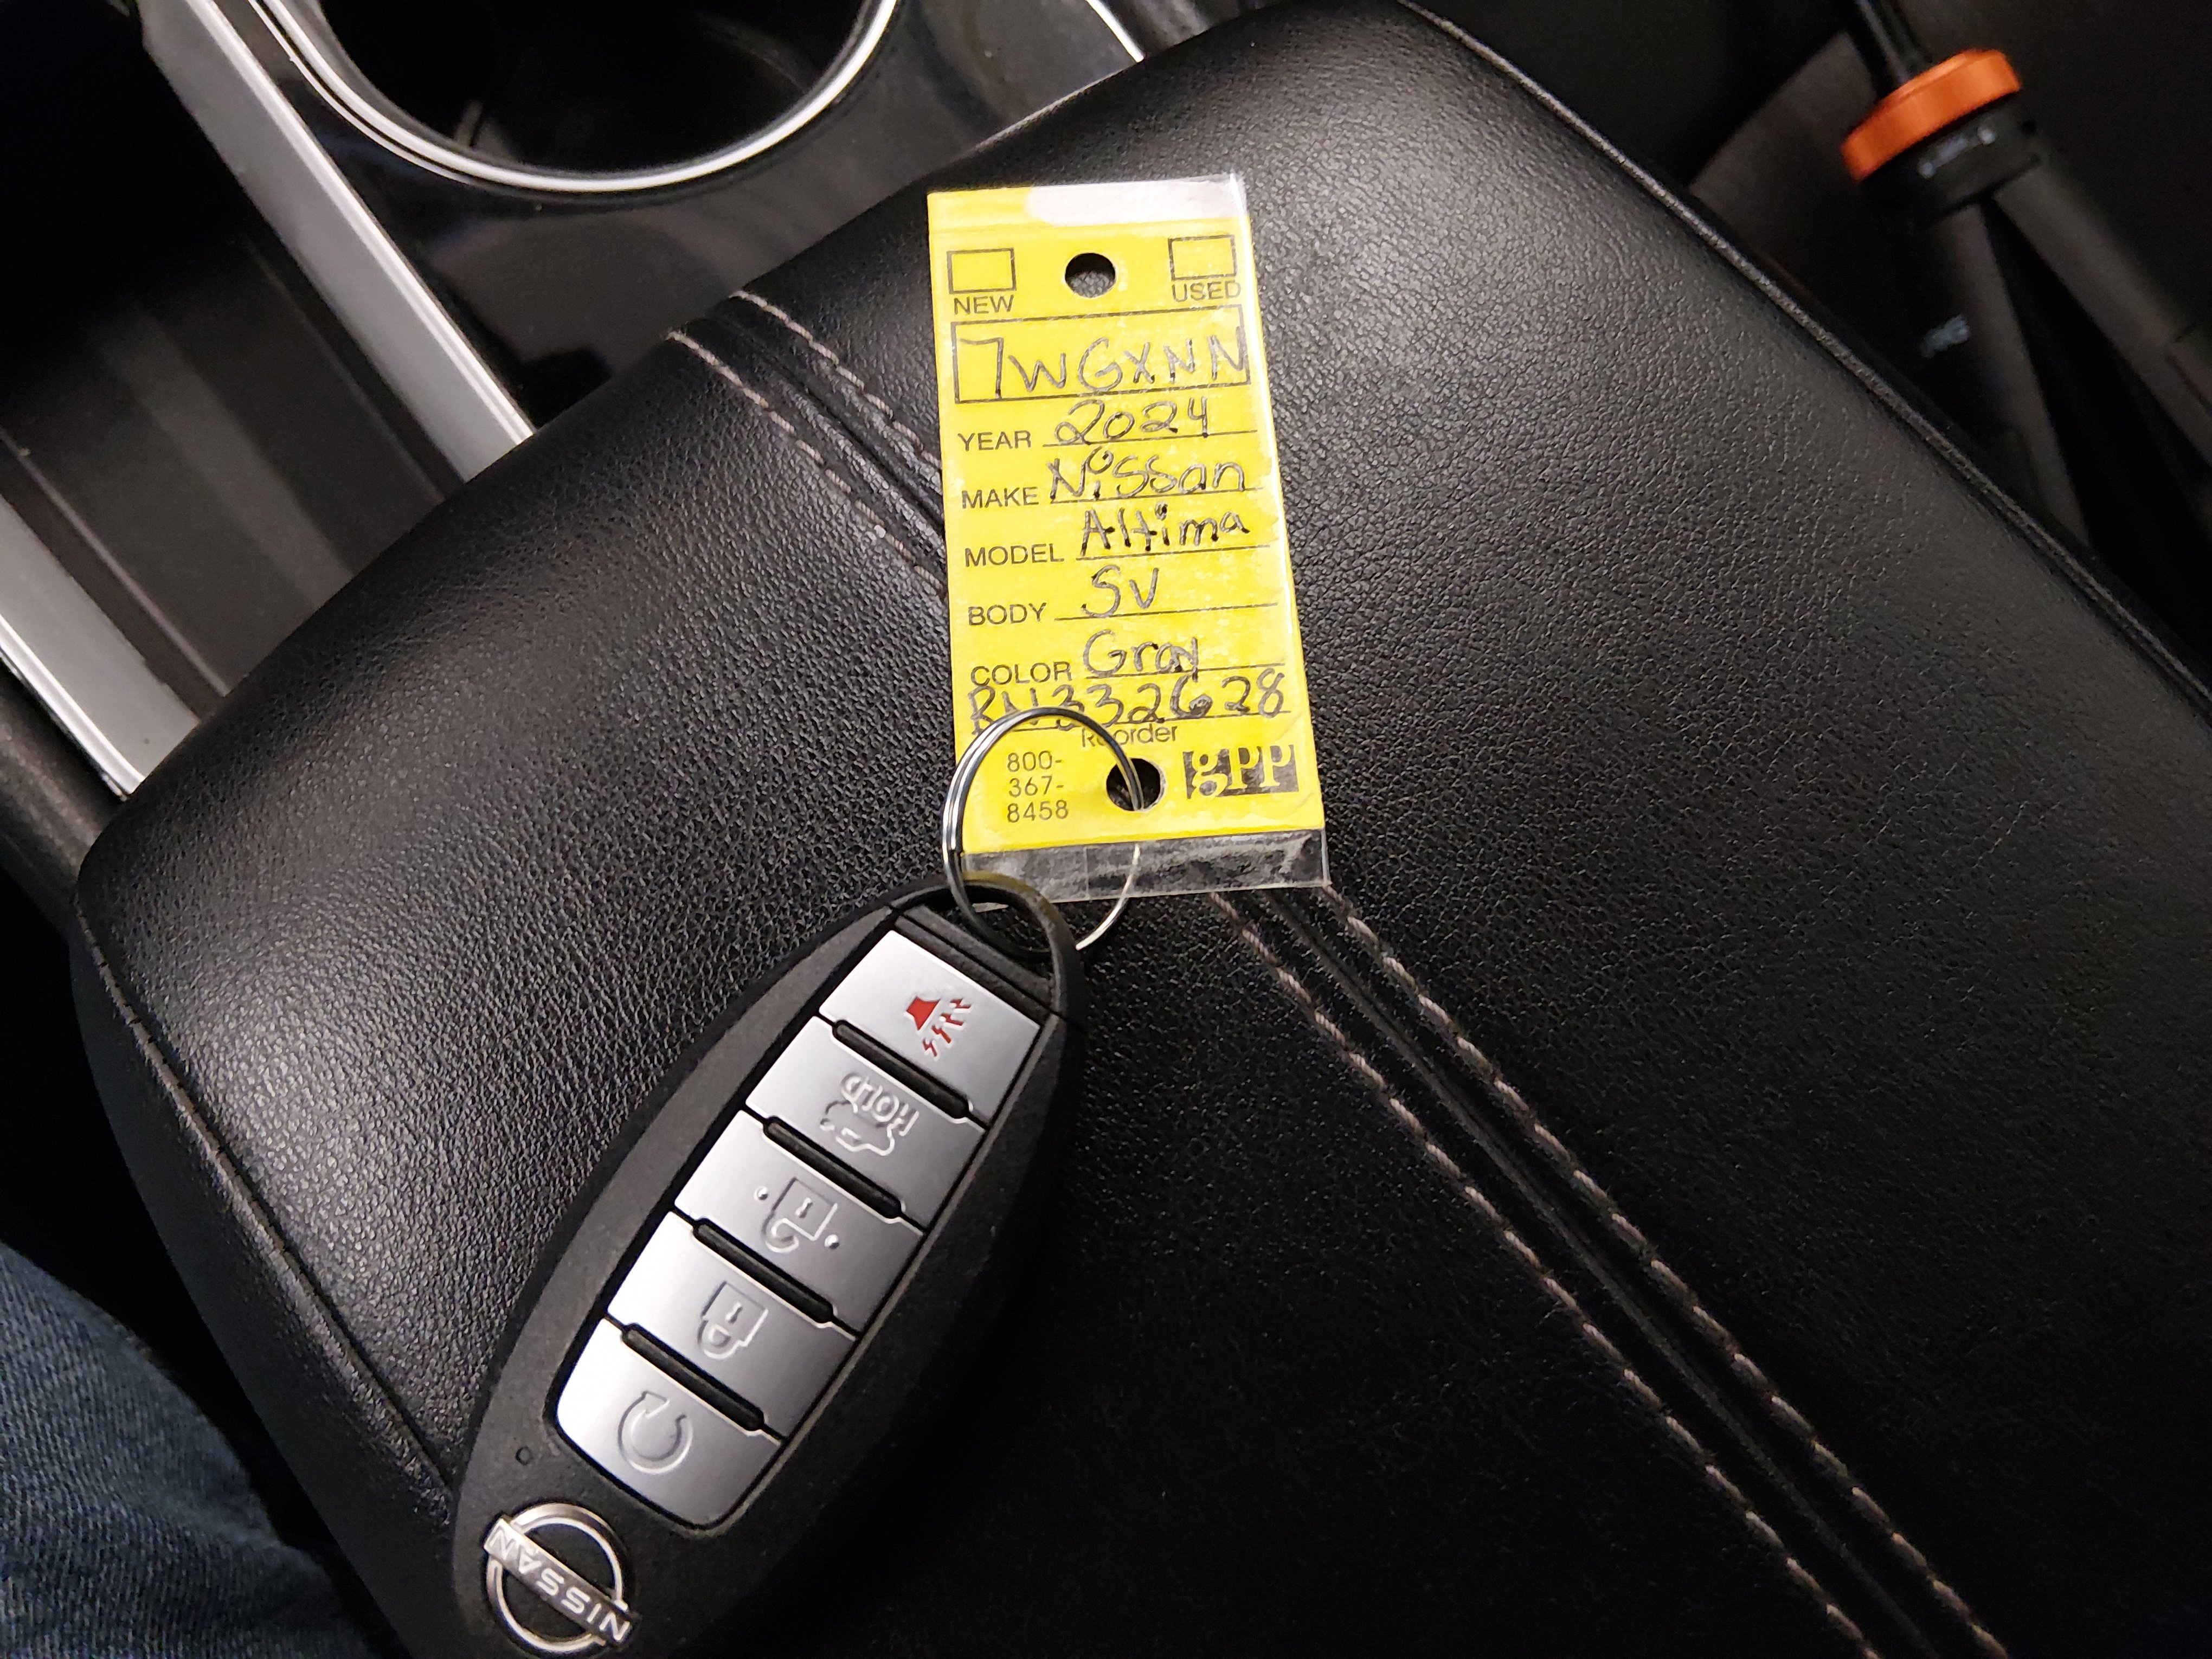 NEW USED
7WGXNN
YEAR 2024
MAKE Nissan
MODEL Altima
BODY SV
COLOR Gray
RN332628
Reorder
800-
367-
8458
gPP
HOLD
NISSAN